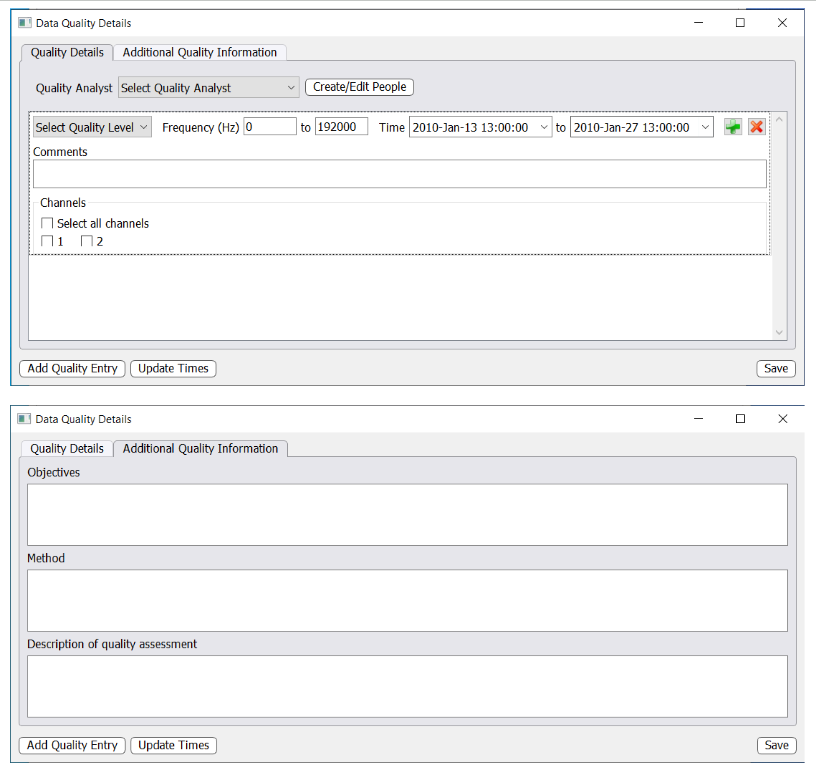 Data Quality Details
Quality Details Additional Quality Information
Quality Analyst Select Quality Analyst Create/Edit People
Select Quality Level Frequency (Hz) 0 to 192000 Time 2010-Jan-13 13:00:00 to 2010-Jan-27 13:00:00
Comments
Channels
Select all channels
1 2
Add Quality Entry Update Times Save
Data Quality Details
Quality Details Additional Quality Information
Objectives
Method
Description of quality assessment
Add Quality Entry Update Times Save